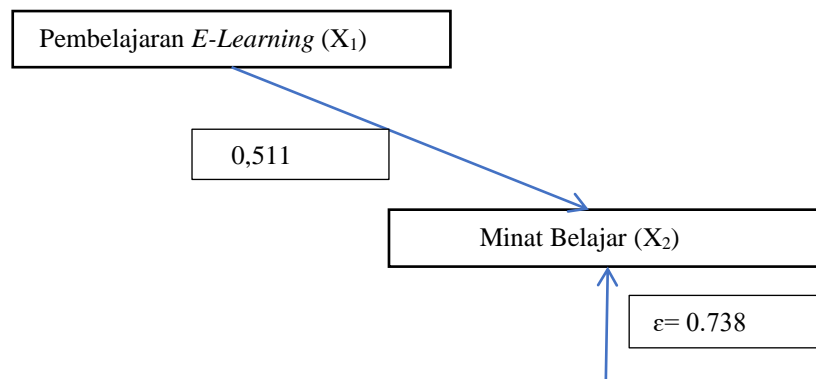 Pembelajaran E-Learning (X₁)
0,511
Minat Belajar (X₂)
ε= 0.738